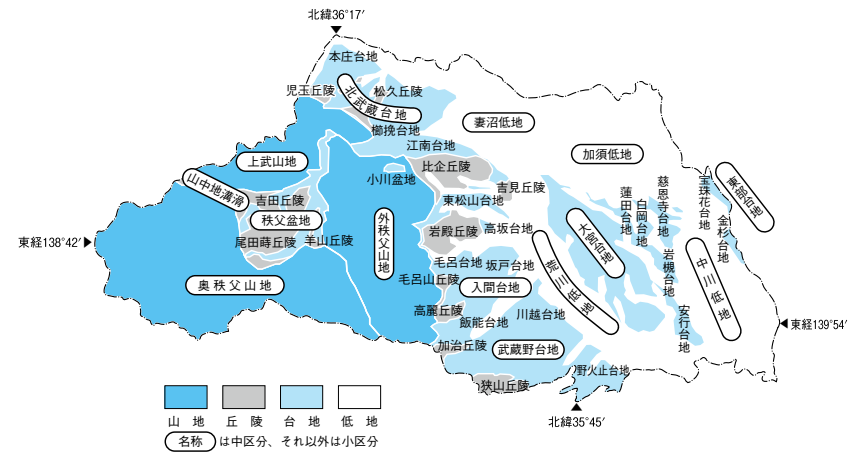 北緯36°17′
本庄台地
児玉丘陵
松久丘陵
北武蔵台地
櫛挽台地
妻沼低地
江南台地
加須低地
上武山地
比企丘陵
小川盆地
山中地溝滑
吉田丘陵
吉見丘陵
東松山台地
秩父盆地
外秩父山地
岩殿丘陵
高坂台地
尾田蒔丘陵
羊山丘陵
大宮台地
蓮田台地
白岡台地
慈恩寺台地
宝珠花台地
東部台地
金杉台地
東経138°42′
毛呂台地
坂戸台地
荒川低地
岩槻台地
中川低地
奥秩父山地
毛呂山丘陵
入間台地
高麗丘陵
飯能台地
川越台地
安行台地
東経139°54′
加治丘陵
武蔵野台地
狭山丘陵
野火止台地
北緯35°45′
山地
丘陵
台地
低地
名称は中区分、それ以外は小区分